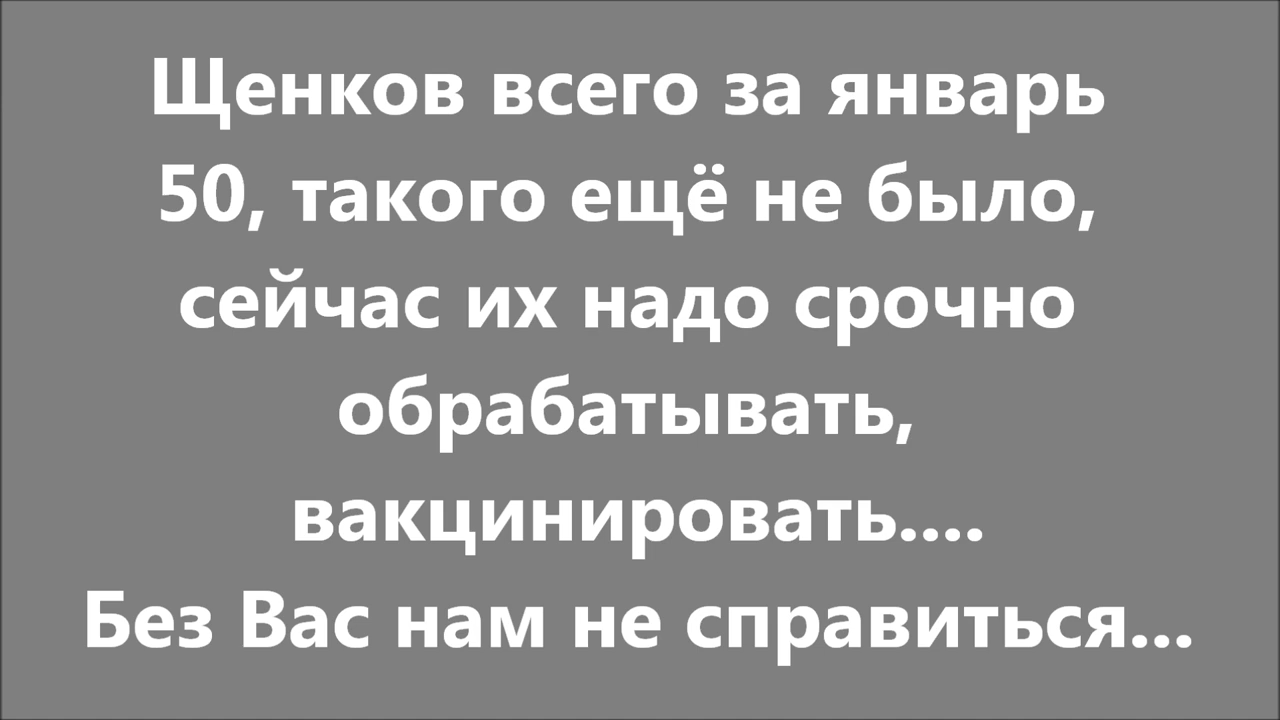 Щенков всего за январь
50, такого ещё не было,
сейчас их надо срочно
обрабатывать,
вакцинировать....
Без Вас нам не справиться...